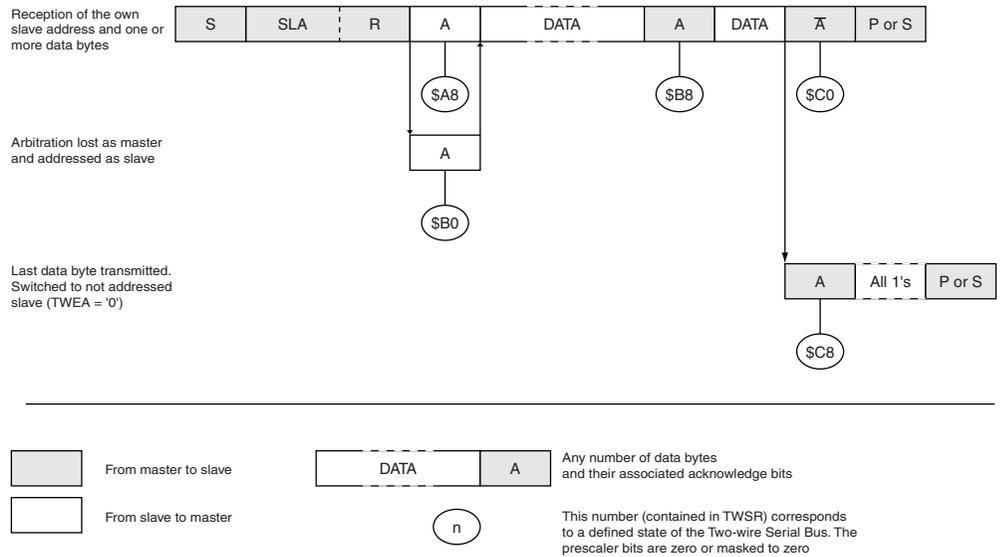 Reception of the own
slave address and one or
more data bytes
S SLA R A DATA A DATA A̅ P or S
$A8 $B8 $C0
Arbitration lost as master
and addressed as slave
A
$B0
Last data byte transmitted.
Switched to not addressed
slave (TWEA = '0')
A All 1's P or S
$C8
From master to slave
DATA A
Any number of data bytes
and their associated acknowledge bits
From slave to master
n
This number (contained in TWSR) corresponds
to a defined state of the Two-wire Serial Bus. The
prescaler bits are zero or masked to zero